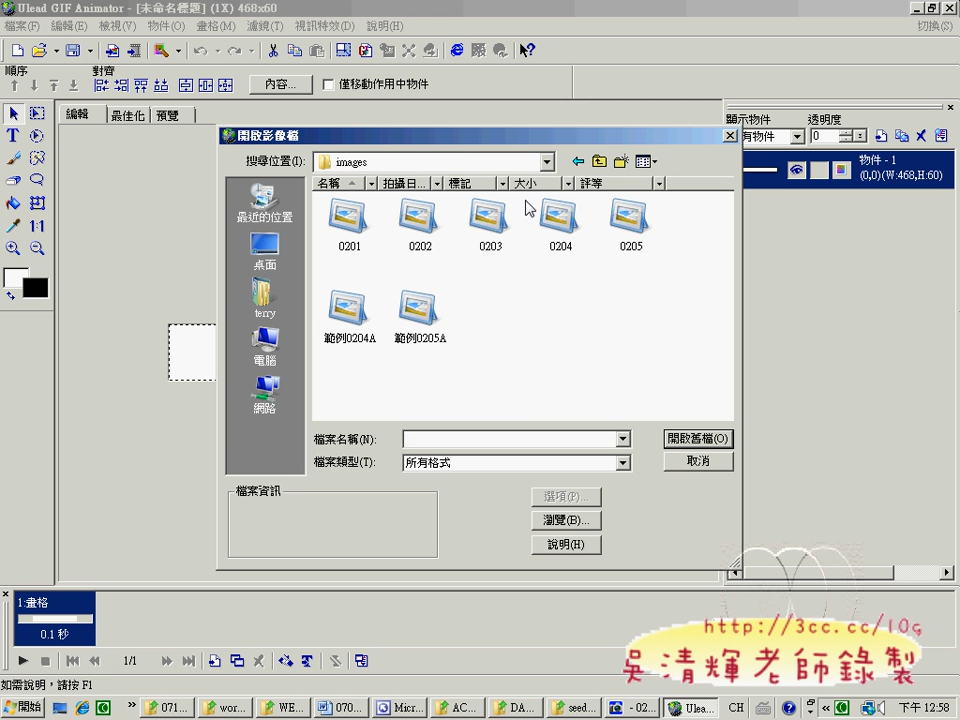 Ulead GIF Animator - [未命名標題] (1X) 468x60
檔案(F) 編輯(E) 檢視(V) 物件(O) 畫格(M) 濾鏡(T) 視訊特效(D) 說明(H) 切換(S)
順序 對齊
內容... 僅移動作用中物件
編輯 最佳化 預覽
顯示物件 透明度
有物件 0
物件 - 1
(0,0)(W:468,H:60)
開啟影像檔
搜尋位置(I): images
名稱 拍攝日... 標記 大小 評等
最近的位置
桌面
terry
電腦
網路
0201 0202 0203 0204 0205
範例0204A 範例0205A
檔案名稱(N): 開啟舊檔(O)
檔案類型(T): 所有格式 取消
檔案資訊
選項(P)...
瀏覽(B)...
說明(H)
1:畫格
0.1 秒
1/1
http://3cc.cc/10g
吳清輝老師錄製
如需說明，請按 F1
開始 071... wor... WE... 070... Micr... AC... DA... seed... - 02... Ulea... CH 下午 12:58